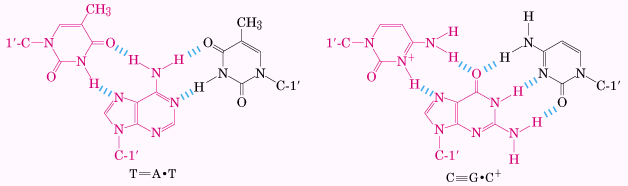 CH₃
1′-C N O H H O CH₃
O N N N
H H N
H N N H N C-1′
N N O
C-1′
T═A•T
H
1′-C N N H H
O N⁺ O H N
H N N-H N N C-1′
N N N-H O
C-1′ H
C≡G•C⁺